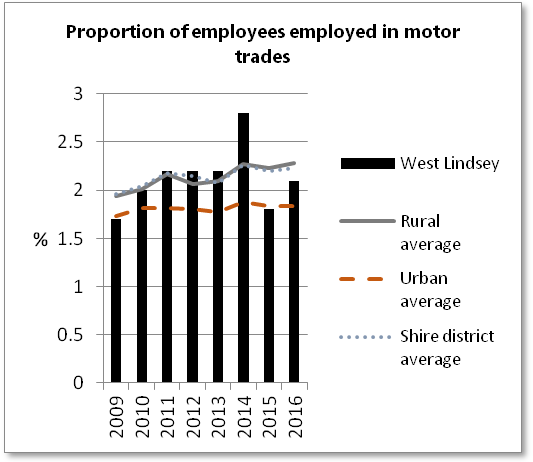 Proportion of employees employed in motor
trades
3
2.5
2
1.5
1
0.5
0
%
2009
2010
2011
2012
2013
2014
2015
2016
West Lindsey
Rural
average
Urban
average
Shire district
average